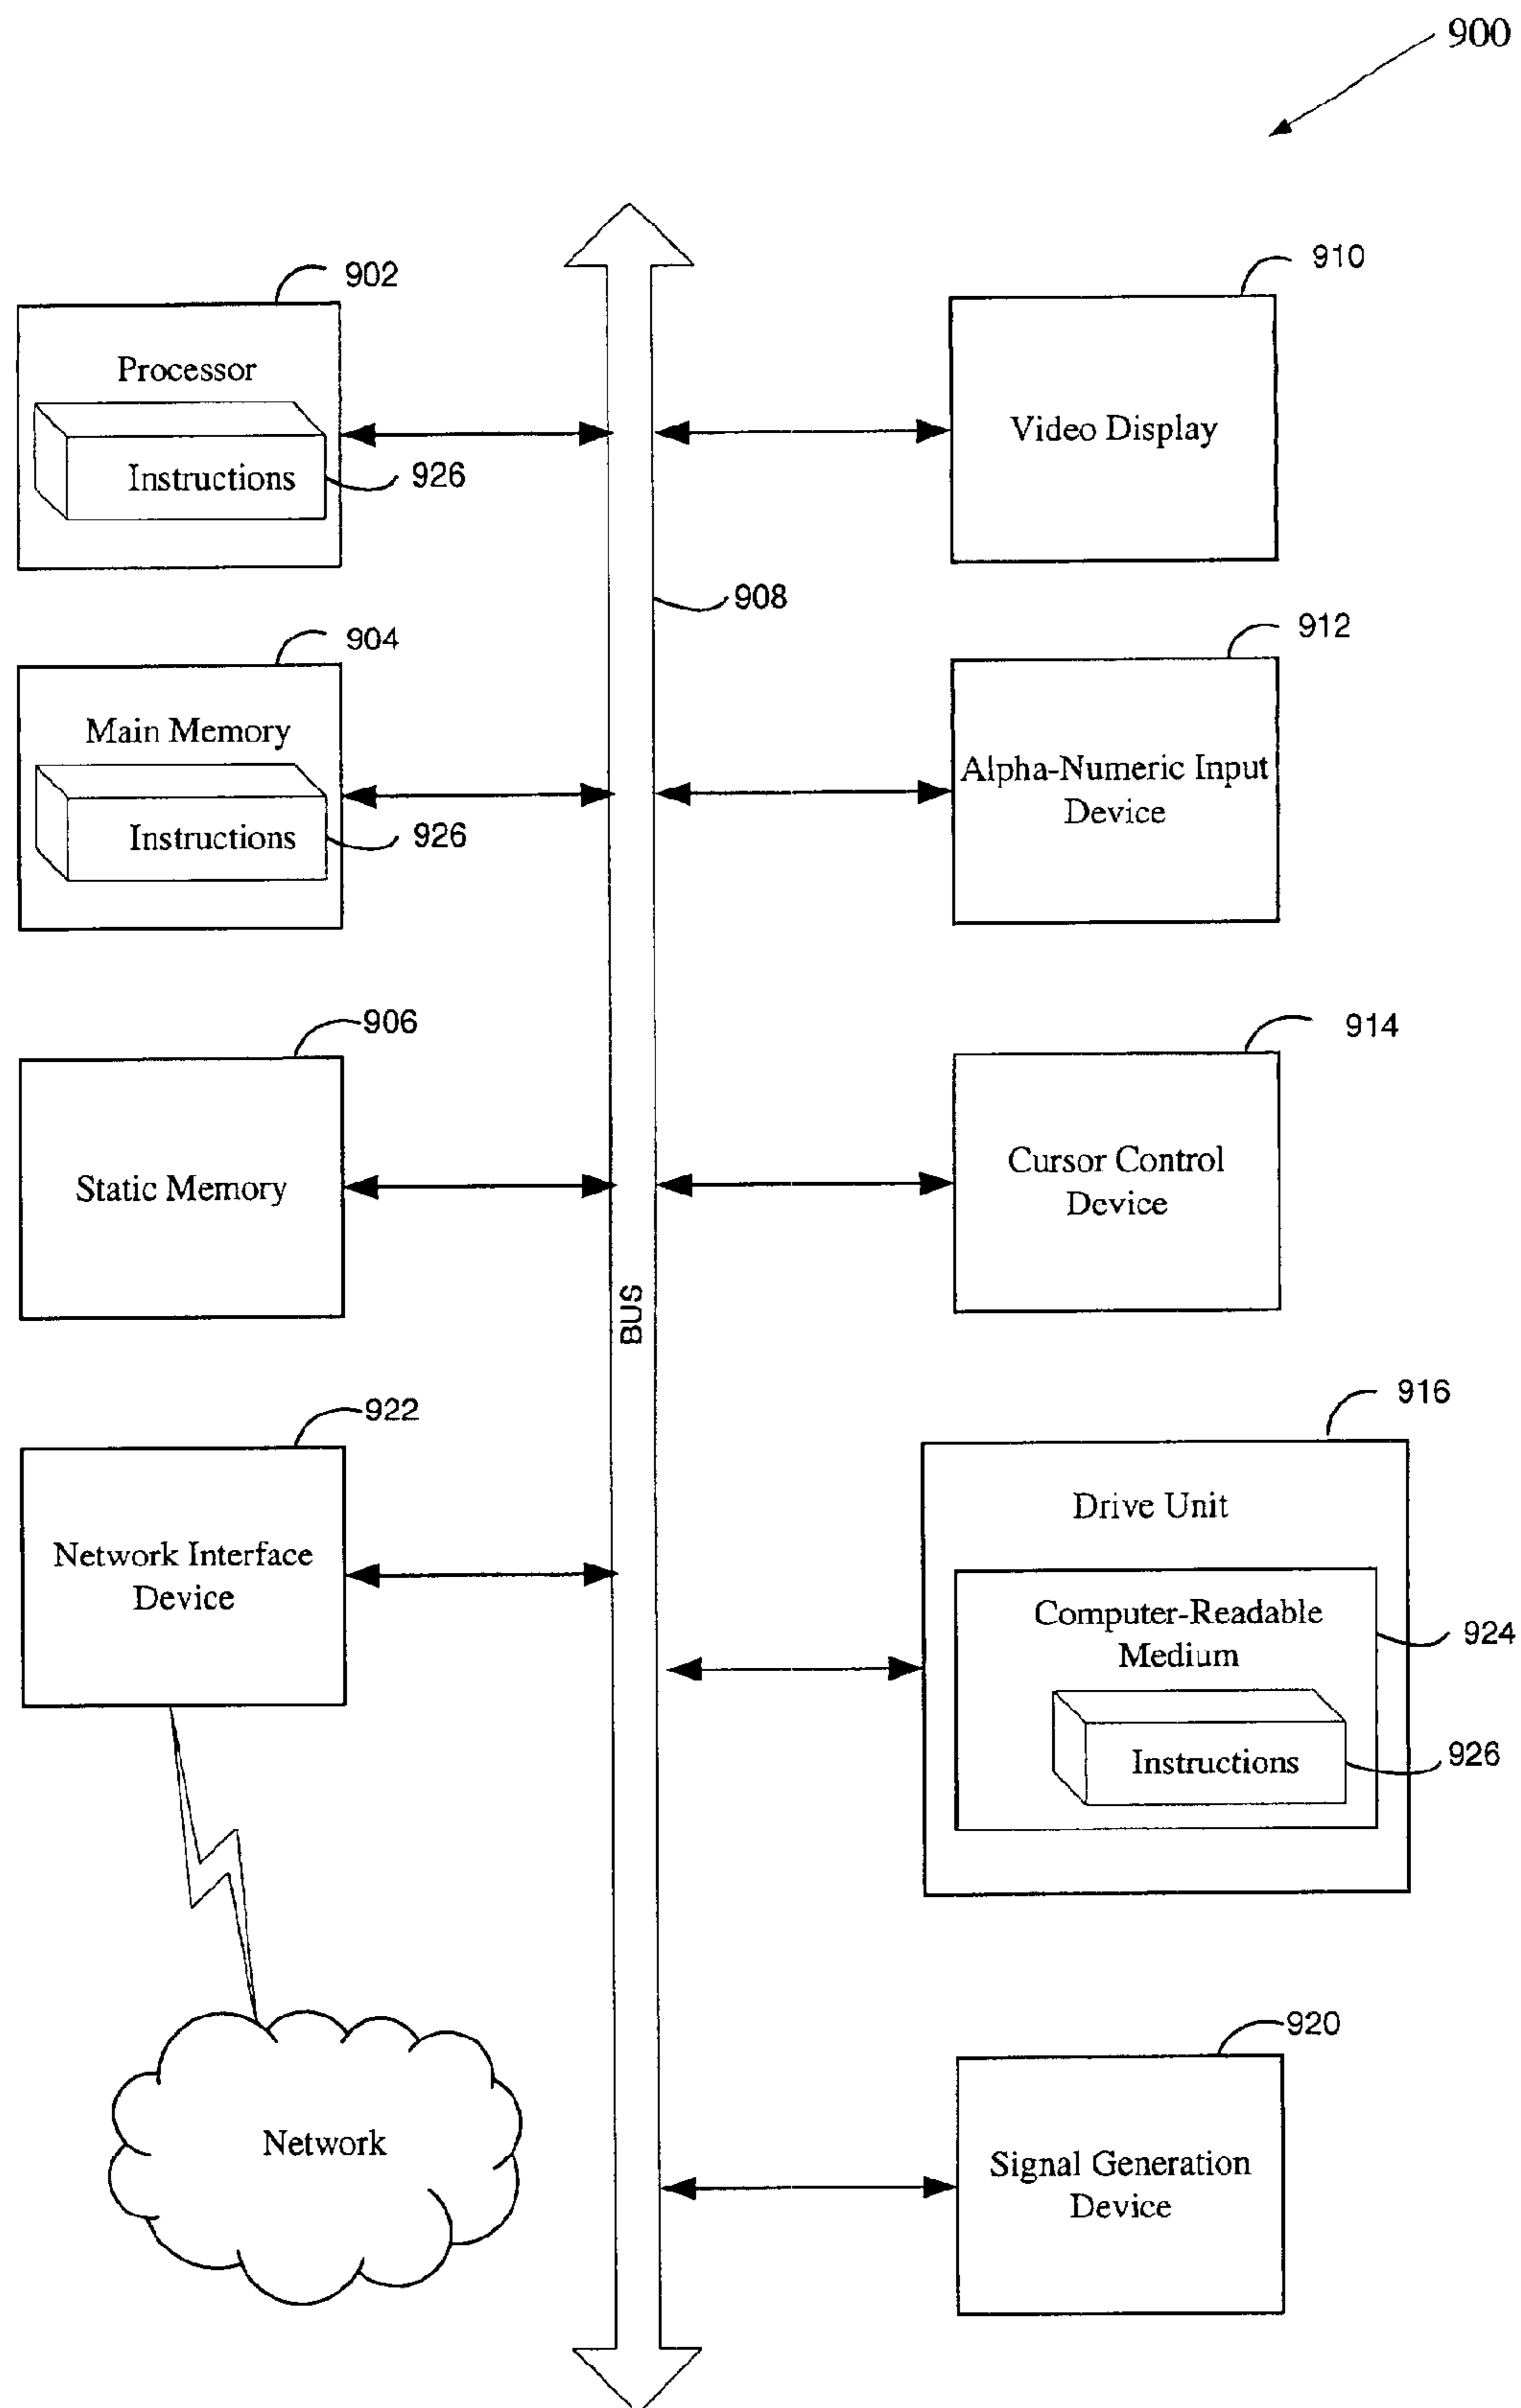 900
902
Processor
Instructions
926
904
Main Memory
Instructions
926
906
Static Memory
922
Network Interface
Device
Network
BUS
908
910
Video Display
912
Alpha-Numeric Input
Device
914
Cursor Control
Device
916
Drive Unit
Computer-Readable
Medium
924
Instructions
926
920
Signal Generation
Device